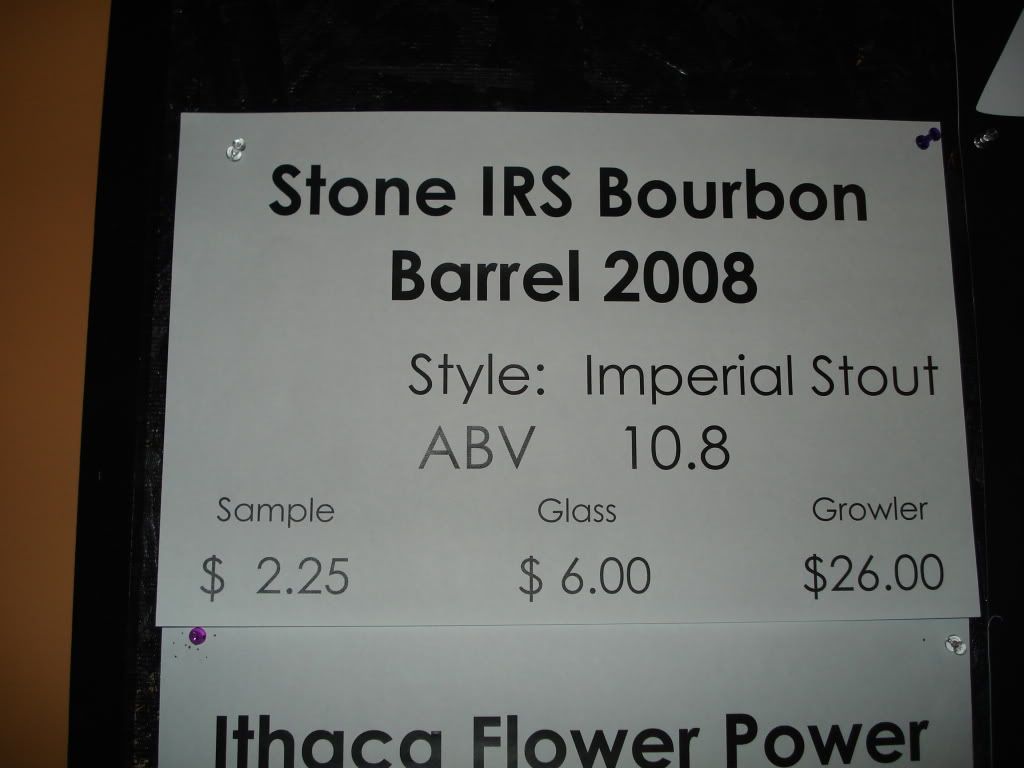 Stone IRS Bourbon
Barrel 2008
Style: Imperial Stout
ABV 10.8
Sample Glass Growler
$ 2.25 $ 6.00 $26.00
Ithaca Flower Power